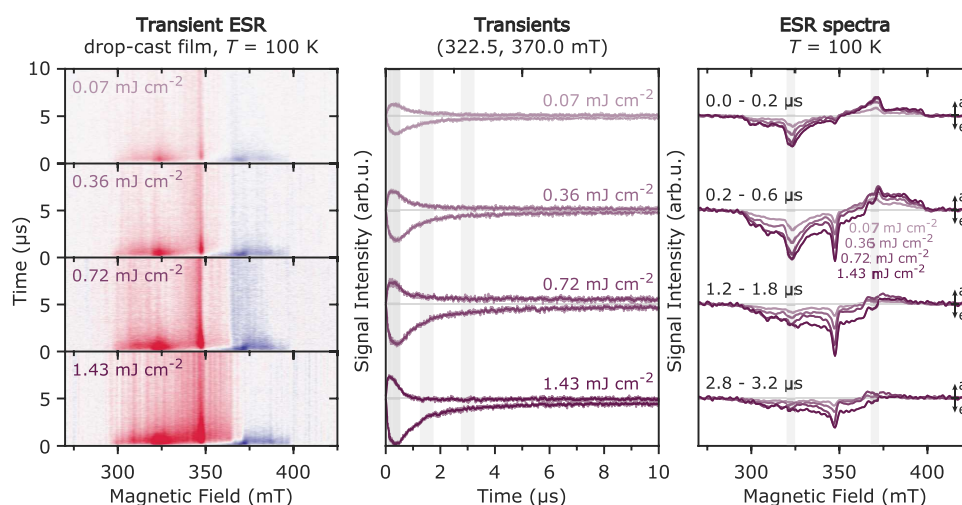 Transient ESR
drop-cast film, T = 100 K
10
5
0
5
0
5
0
5
0
Time (µs)
0.07 mJ cm⁻²
0.36 mJ cm⁻²
0.72 mJ cm⁻²
1.43 mJ cm⁻²
300
350
400
Magnetic Field (mT)
Transients
(322.5, 370.0 mT)
Signal Intensity (arb.u.)
0.07 mJ cm⁻²
0.36 mJ cm⁻²
0.72 mJ cm⁻²
1.43 mJ cm⁻²
0
2
4
6
8
10
Time (µs)
ESR spectra
T = 100 K
Signal Intensity (arb.u.)
0.0 - 0.2 µs
a
e
0.2 - 0.6 µs
a
e
0.07 mJ cm⁻²
0.36 mJ cm⁻²
0.72 mJ cm⁻²
1.43 mJ cm⁻²
1.2 - 1.8 µs
a
e
2.8 - 3.2 µs
a
e
300
350
400
Magnetic Field (mT)